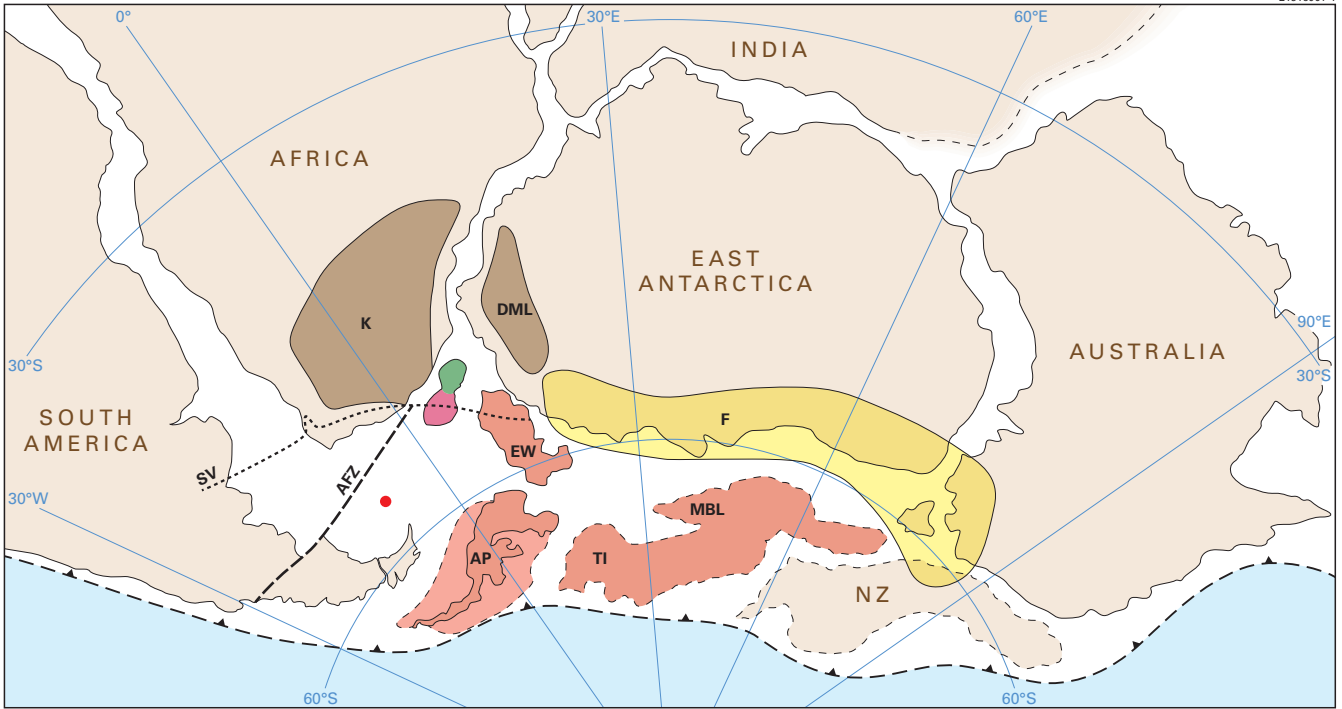 0°
30°E
60°E
INDIA
AFRICA
EAST
ANTARCTICA
K
DML
90°E
30°S
AUSTRALIA
30°S
SOUTH
AMERICA
F
EW
SV
AFZ
30°W
MBL
AP
TI
NZ
60°S
60°S